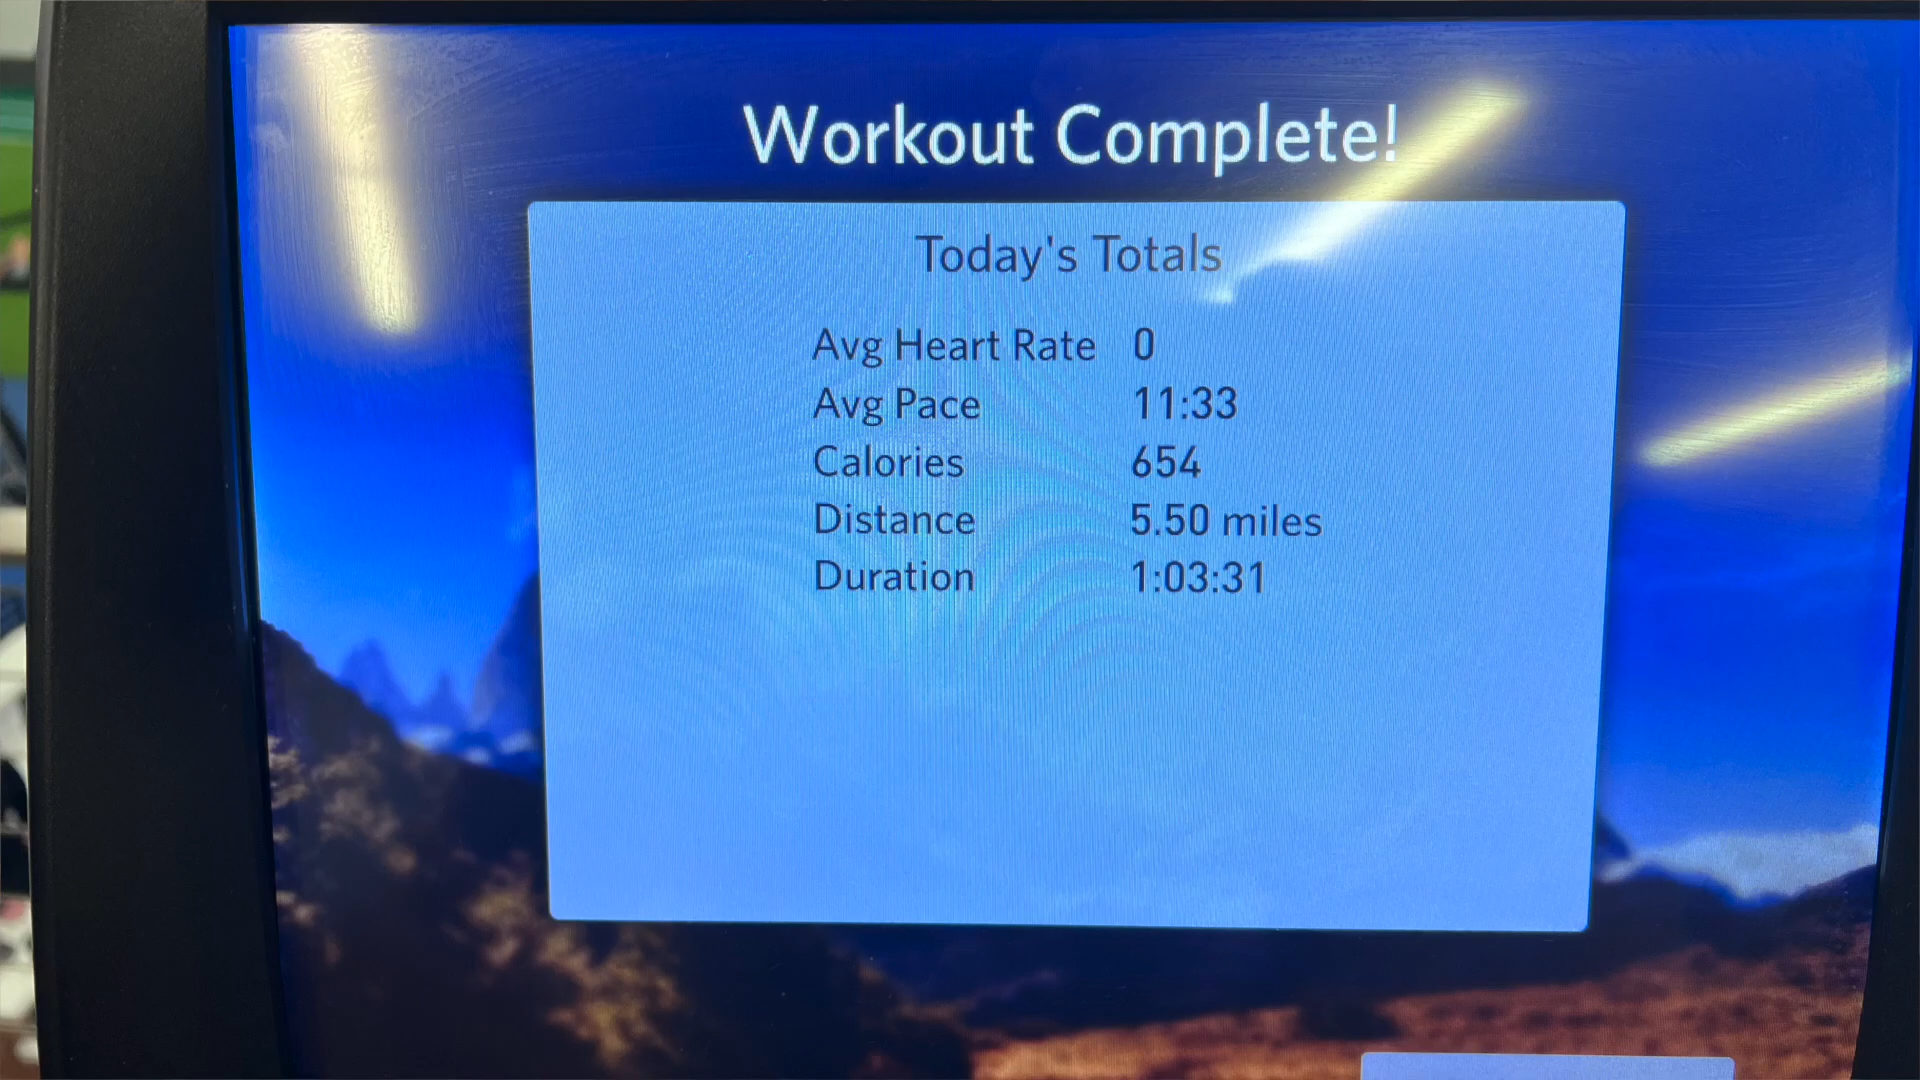 Workout Complete!
Today's Totals
Avg Heart Rate 0
Avg Pace 11:33
Calories 654
Distance 5.50 miles
Duration 1:03:31